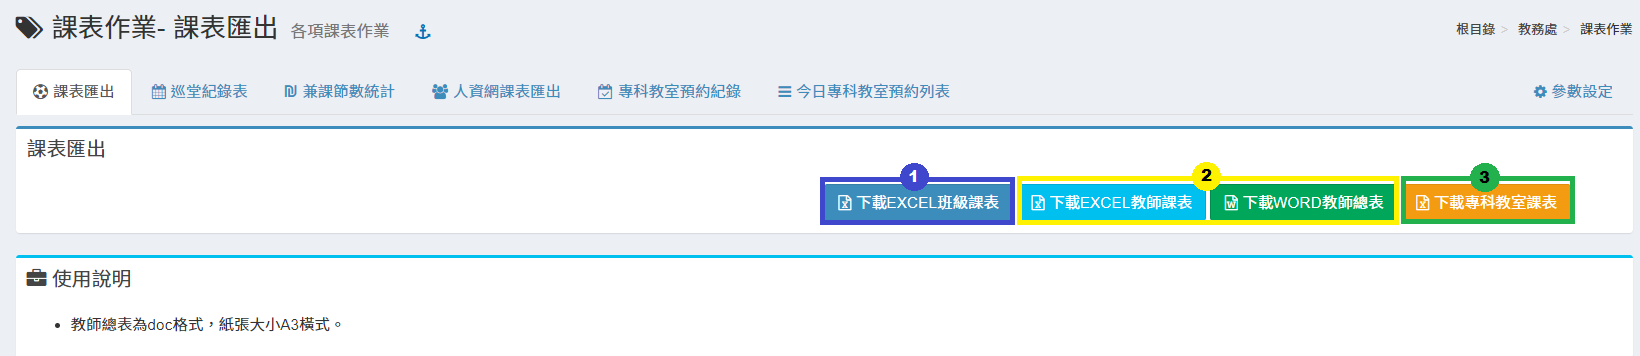 課表作業- 課表匯出 各項課表作業
根目錄 > 教務處 > 課表作業
課表匯出 巡堂紀錄表 兼課節數統計 人資網課表匯出 專科教室預約紀錄 今日專科教室預約列表 參數設定
課表匯出
1 2 3
下載EXCEL班級課表 下載EXCEL教師課表 下載WORD教師總表 下載專科教室課表
使用說明
• 教師總表為doc格式，紙張大小A3橫式。